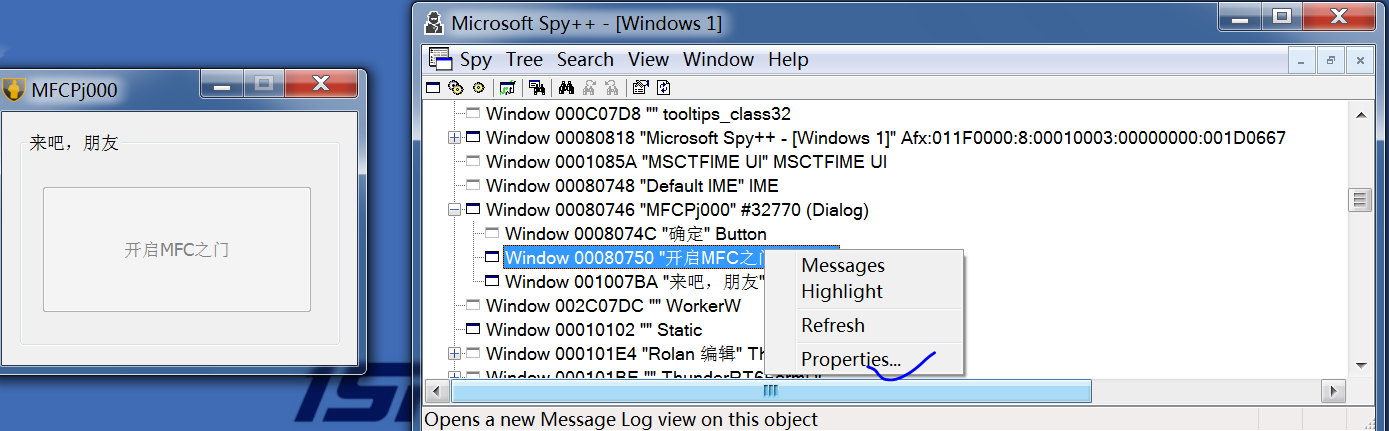 MFCPj000
来吧，朋友
开启MFC之门
Microsoft Spy++ - [Windows 1]
Spy Tree Search View Window Help
Window 000C07D8 "" tooltips_class32
Window 00080818 "Microsoft Spy++ - [Windows 1]" Afx:011F0000:8:00010003:00000000:001D0667
Window 0001085A "MSCTFIME UI" MSCTFIME UI
Window 00080748 "Default IME" IME
Window 00080746 "MFCPj000" #32770 (Dialog)
Window 0008074C "确定" Button
Window 00080750 "开启MFC之门
Window 001007BA "来吧，朋友"
Window 002C07DC "" WorkerW
Window 00010102 "" Static
Window 000101E4 "Rolan 编辑" Th
Window 000101BE "" ThunderRT6FormDC
Messages
Highlight
Refresh
Properties...
Opens a new Message Log view on this object